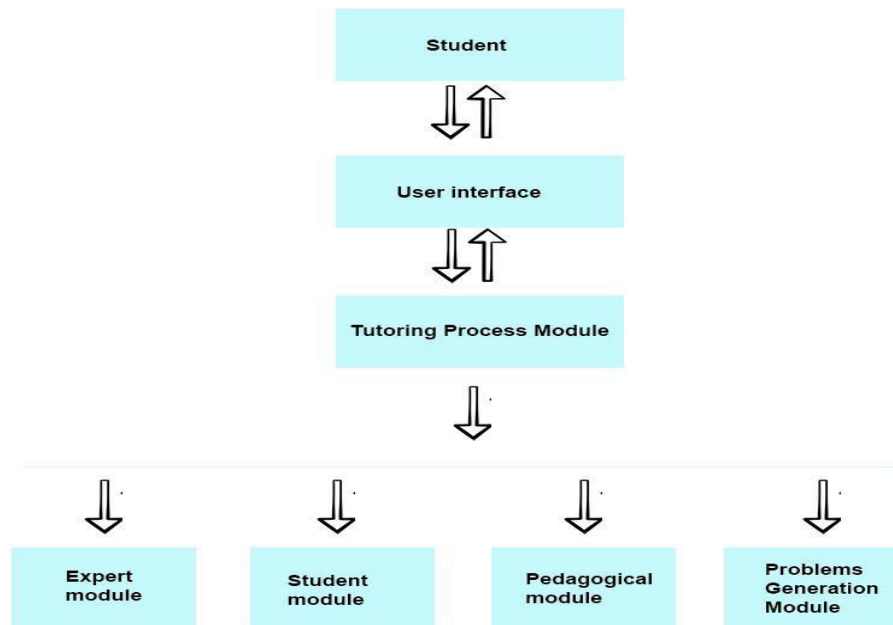 Student
User interface
Tutoring Process Module
Expert
module
Student
module
Pedagogical
module
Problems
Generation
Module